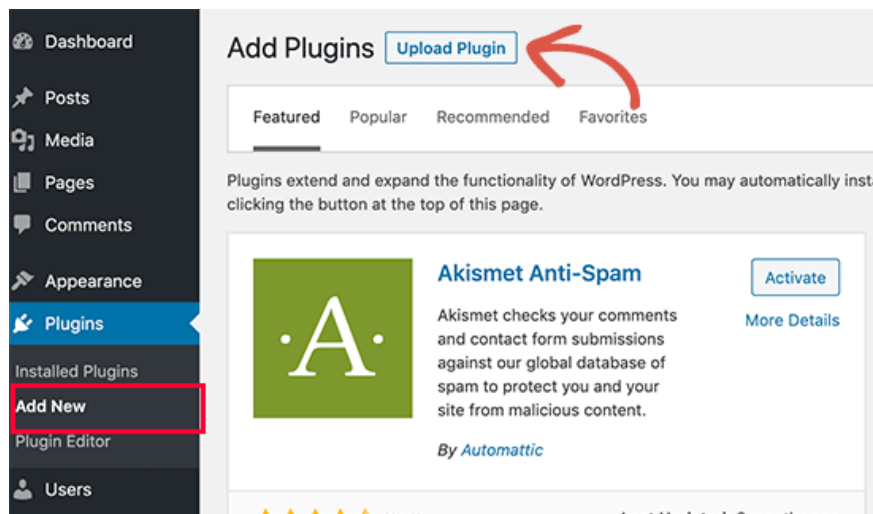 Dashboard
Posts
Media
Pages
Comments
Appearance
Plugins
Installed Plugins
Add New
Plugin Editor
Users
Add Plugins
Upload Plugin
Featured Popular Recommended Favorites
Plugins extend and expand the functionality of WordPress. You may automatically
clicking the button at the top of this page.
·A·
Akismet Anti-Spam
Activate
More Details
Akismet checks your comments
and contact form submissions
against our global database of
spam to protect you and your
site from malicious content.
By Automattic